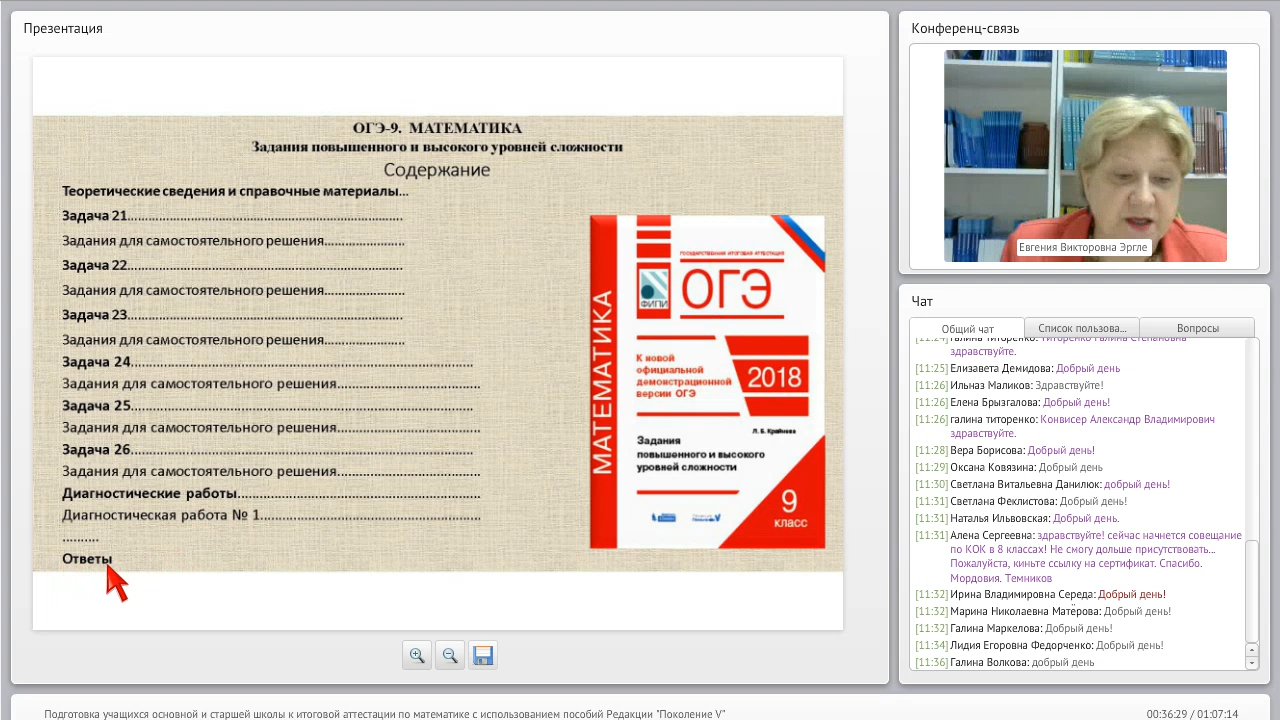 Презентация
ОГЭ-9. МАТЕМАТИКА
Задания повышенного и высокого уровней сложности
Содержание
Теоретические сведения и справочные материалы...
Задача 21.....................................................................
Задания для самостоятельного решения.....................
Задача 22.....................................................................
Задания для самостоятельного решения.....................
Задача 23.....................................................................
Задания для самостоятельного решения.....................
Задача 24.....................................................................
Задания для самостоятельного решения.............................
Задача 25.....................................................................
Задания для самостоятельного решения.............................
Задача 26.....................................................................
Задания для самостоятельного решения.............................
Диагностические работы.................................................
Диагностическая работа № 1............................................
..........
Ответы
ГОСУДАРСТВЕННАЯ ИТОГОВАЯ АТТЕСТАЦИЯ
ФИПИ
ОГЭ
МАТЕМАТИКА
К новой
официальной
демонстрационной
версии ОГЭ
2018
Л. Б. Крайнева
Задания
повышенного и высокого
уровней сложности
9
класс
Конференц-связь
Евгения Викторовна Эргле
Чат
Общий чат
Список пользова...
Вопросы
[11:24] галина титоренко: Титоренко Галина Степановна
здравствуйте.
[11:25] Елизавета Демидова: Добрый день
[11:26] Ильназ Маликов: Здравствуйте!
[11:26] Елена Брызгалова: Добрый день!
[11:26] галина титоренко: Конвисер Александр Владимирович
здравствуйте.
[11:28] Вера Борисова: Добрый день!
[11:29] Оксана Ковязина: Добрый день
[11:30] Светлана Витальевна Данилюк: добрый день!
[11:31] Светлана Феклистова: Добрый день!
[11:31] Наталья Ильвовская: Добрый день.
[11:31] Алена Сергеевна: здравствуйте! сейчас начнется совещание
по КОК в 8 классах! Не смогу дольше присутствовать...
Пожалуйста, киньте ссылку на сертификат. Спасибо.
Мордовия. Темников
[11:32] Ирина Владимировна Середа: Добрый день!
[11:32] Марина Николаевна Матёрова: Добрый день!
[11:32] Галина Маркелова: Добрый день!
[11:34] Лидия Егоровна Федорченко: Добрый день!
[11:36] Галина Волкова: добрый день
Подготовка учащихся основной и старшей школы к итоговой аттестации по математике с использованием пособий Редакции "Поколение V"
00:36:29 / 01:07:14